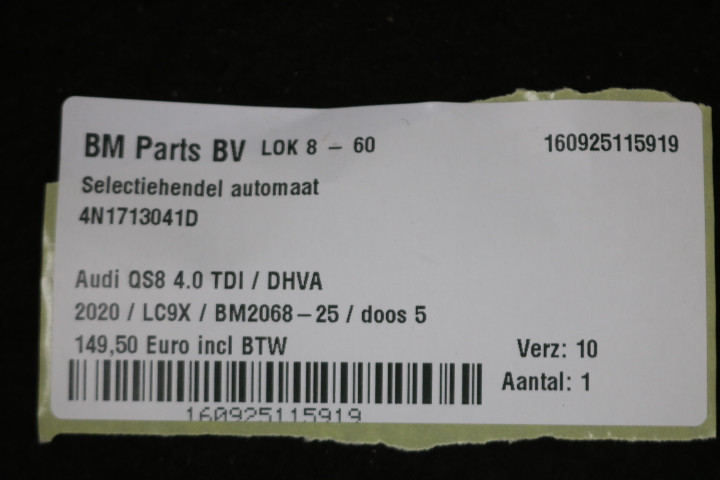 BM Parts BV LOK 8 - 60 160925115919
Selectiehendel automaat
4N1713041D
Audi QS8 4.0 TDI / DHVA
2020 / LC9X / BM2068-25 / doos 5
149,50 Euro incl BTW Verz: 10
Aantal: 1
160925115919